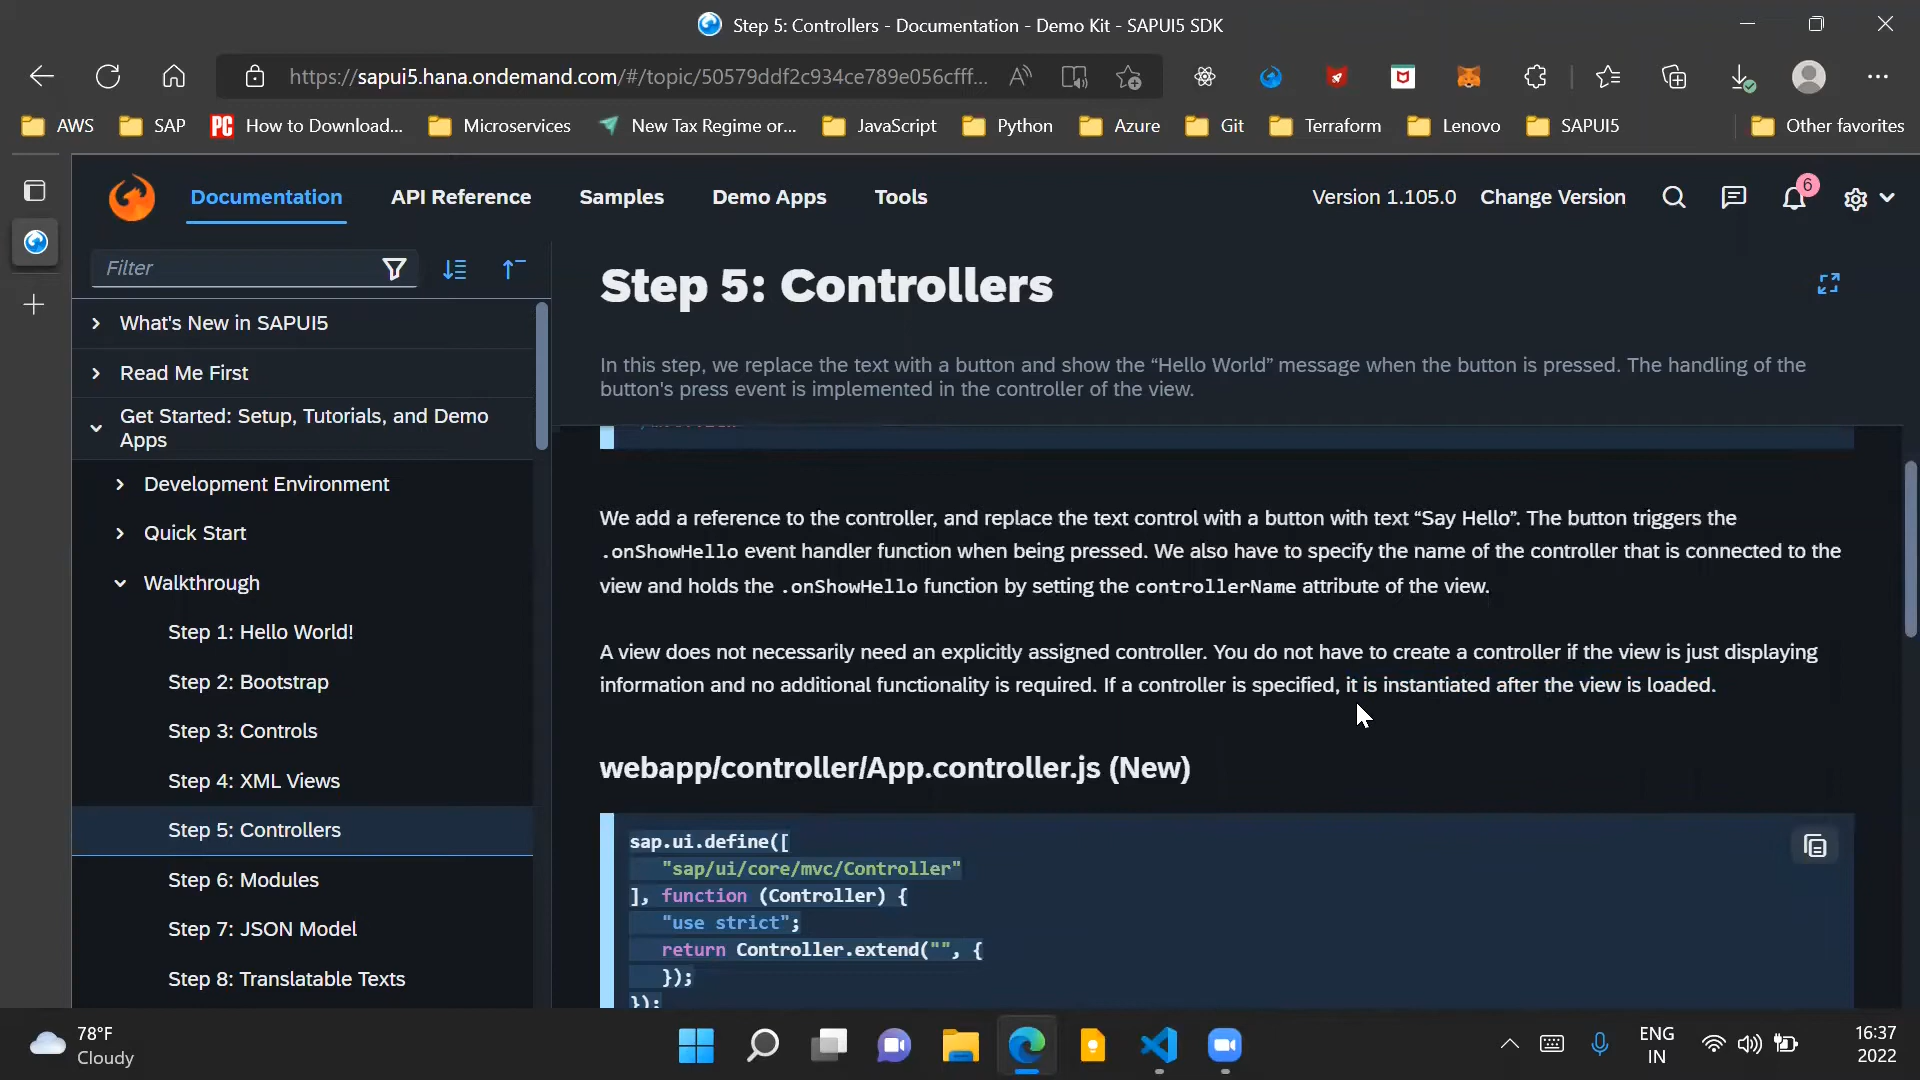 Step 5: Controllers - Documentation - Demo Kit - SAPUI5 SDK
https://sapui5.hana.ondemand.com/#/topic/50579ddf2c934ce789e056cfff...
AWS SAP How to Download... Microservices New Tax Regime or... JavaScript Python Azure Git Terraform Lenovo SAPUI5 Other favorites
Documentation API Reference Samples Demo Apps Tools Version 1.105.0 Change Version 6
Filter
What's New in SAPUI5
Read Me First
Get Started: Setup, Tutorials, and Demo
Apps
Development Environment
Quick Start
Walkthrough
Step 1: Hello World!
Step 2: Bootstrap
Step 3: Controls
Step 4: XML Views
Step 5: Controllers
Step 6: Modules
Step 7: JSON Model
Step 8: Translatable Texts
Step 5: Controllers
In this step, we replace the text with a button and show the “Hello World” message when the button is pressed. The handling of the
button's press event is implemented in the controller of the view.
We add a reference to the controller, and replace the text control with a button with text “Say Hello”. The button triggers the
.onShowHello event handler function when being pressed. We also have to specify the name of the controller that is connected to the
view and holds the .onShowHello function by setting the controllerName attribute of the view.
A view does not necessarily need an explicitly assigned controller. You do not have to create a controller if the view is just displaying
information and no additional functionality is required. If a controller is specified, it is instantiated after the view is loaded.
webapp/controller/App.controller.js (New)
sap.ui.define([
"sap/ui/core/mvc/Controller"
], function (Controller) {
"use strict";
return Controller.extend("", {
});
});
78°F
Cloudy
ENG
IN
16:37
2022